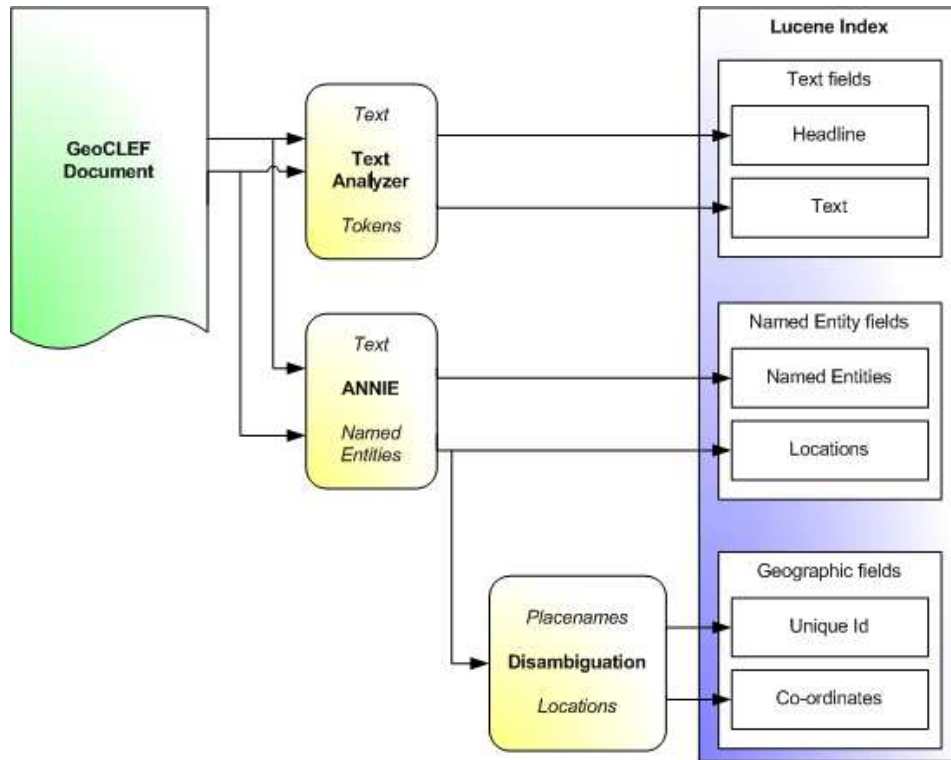 GeoCLEF
Document
Text
Text
Analyzer
Tokens
Text
ANNIE
Named
Entities
Placenames
Disambiguation
Locations
Lucene Index
Text fields
Headline
Text
Named Entity fields
Named Entities
Locations
Geographic fields
Unique Id
Co-ordinates